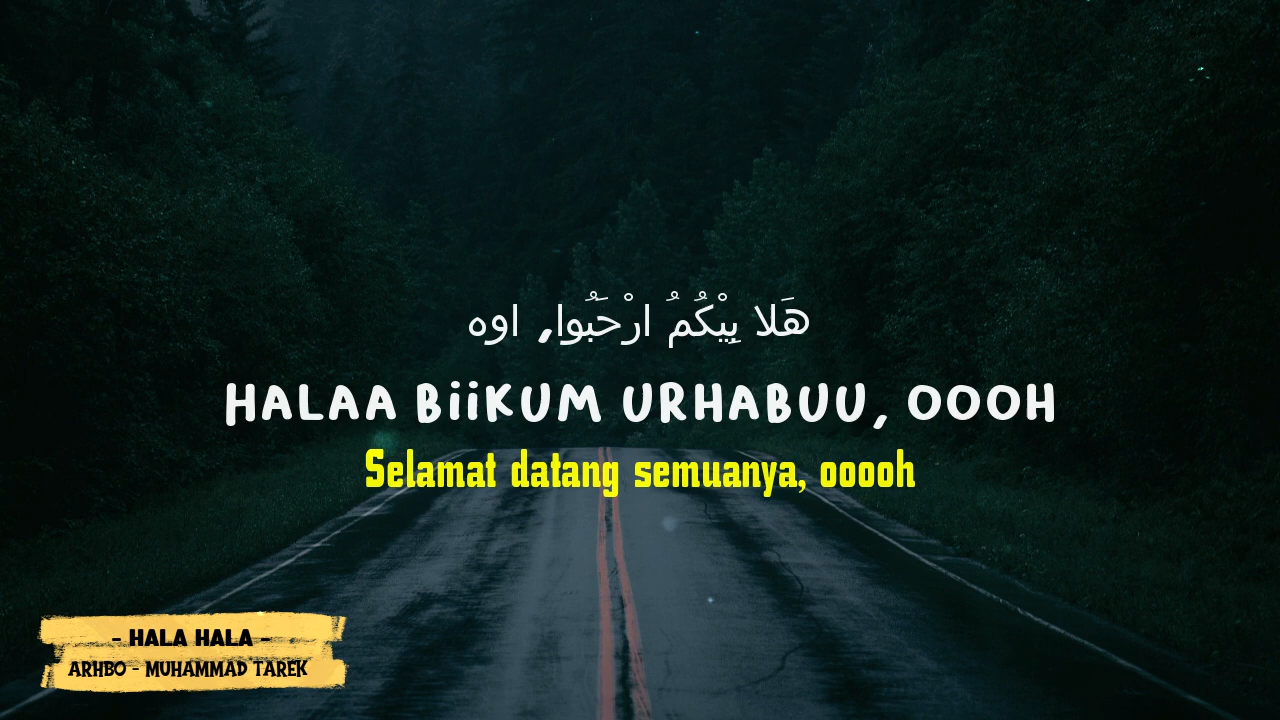 هَلا بِيْكُمُ ارْحَبُوا, اوه
HALAA BiiKUM URHABUU, OOOH
Selamat datang semuanya, ooooh
- HALA HALA -
ARHBO - MUHAMMAD TAREK